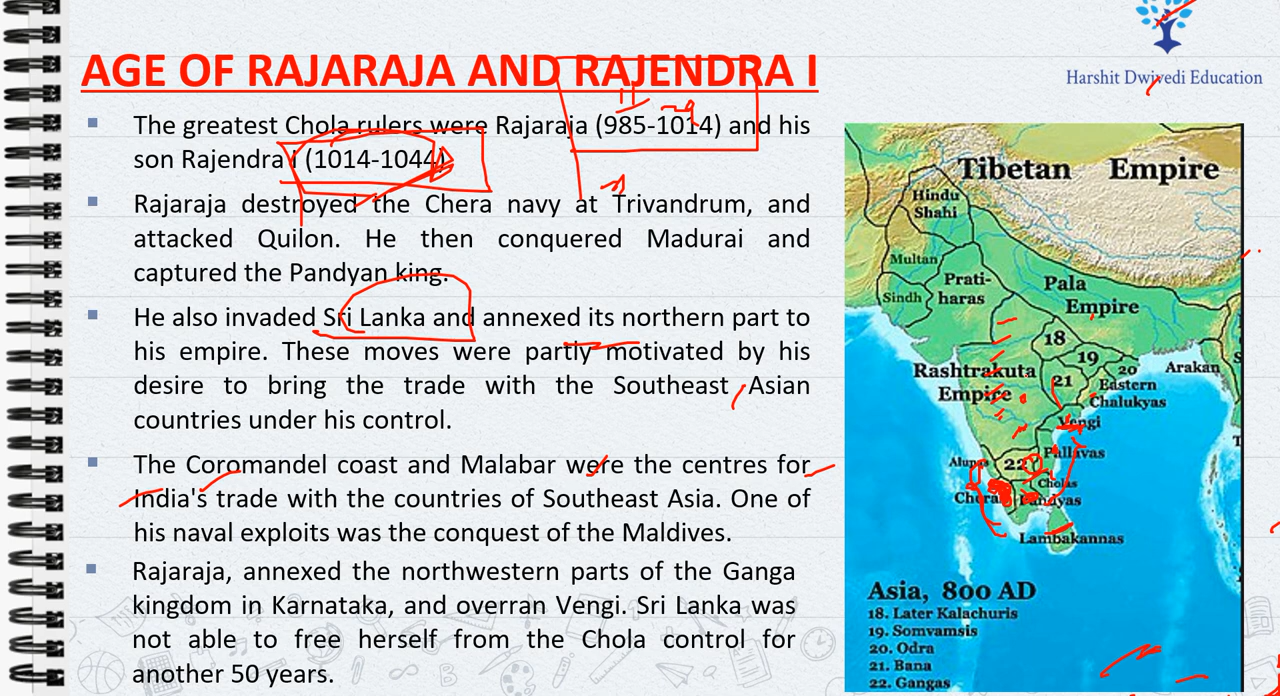 AGE OF RAJARAJA AND RAJENDRA I
Harshit Dwivedi Education
The greatest Chola rulers were Rajaraja (985-1014) and his
son Rajendra I (1014-1044)
Rajaraja destroyed the Chera navy at Trivandrum, and
attacked Quilon. He then conquered Madurai and
captured the Pandyan king.
He also invaded Sri Lanka and annexed its northern part to
his empire. These moves were partly motivated by his
desire to bring the trade with the Southeast Asian
countries under his control.
The Coromandel coast and Malabar were the centres for
India's trade with the countries of Southeast Asia. One of
his naval exploits was the conquest of the Maldives.
Rajaraja, annexed the northwestern parts of the Ganga
kingdom in Karnataka, and overran Vengi. Sri Lanka was
not able to free herself from the Chola control for
another 50 years.
Tibetan Empire
Hindu
Shahi
Multan
Sindh
Prati-
haras
Pala
Empire
18
19
20
21
Arakan
Rashtrakuta
Empire
Eastern
Chalukyas
Vengi
Pallavas
Alupas
22
Cholas
Chera
Pandyas
Lambakannas
Asia, 800 AD
18. Later Kalachuris
19. Somvamsis
20. Odra
21. Bana
22. Gangas